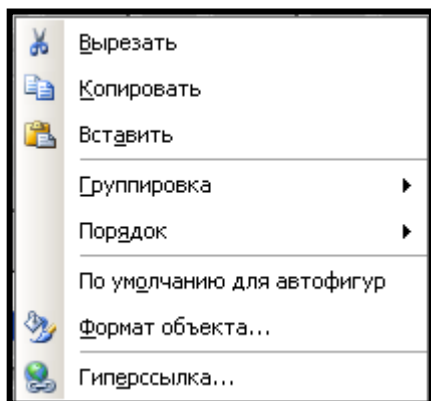 Вырезать
Копировать
Вставить
Группировка
Порядок
По умолчанию для автофигур
Формат объекта...
Гиперссылка...